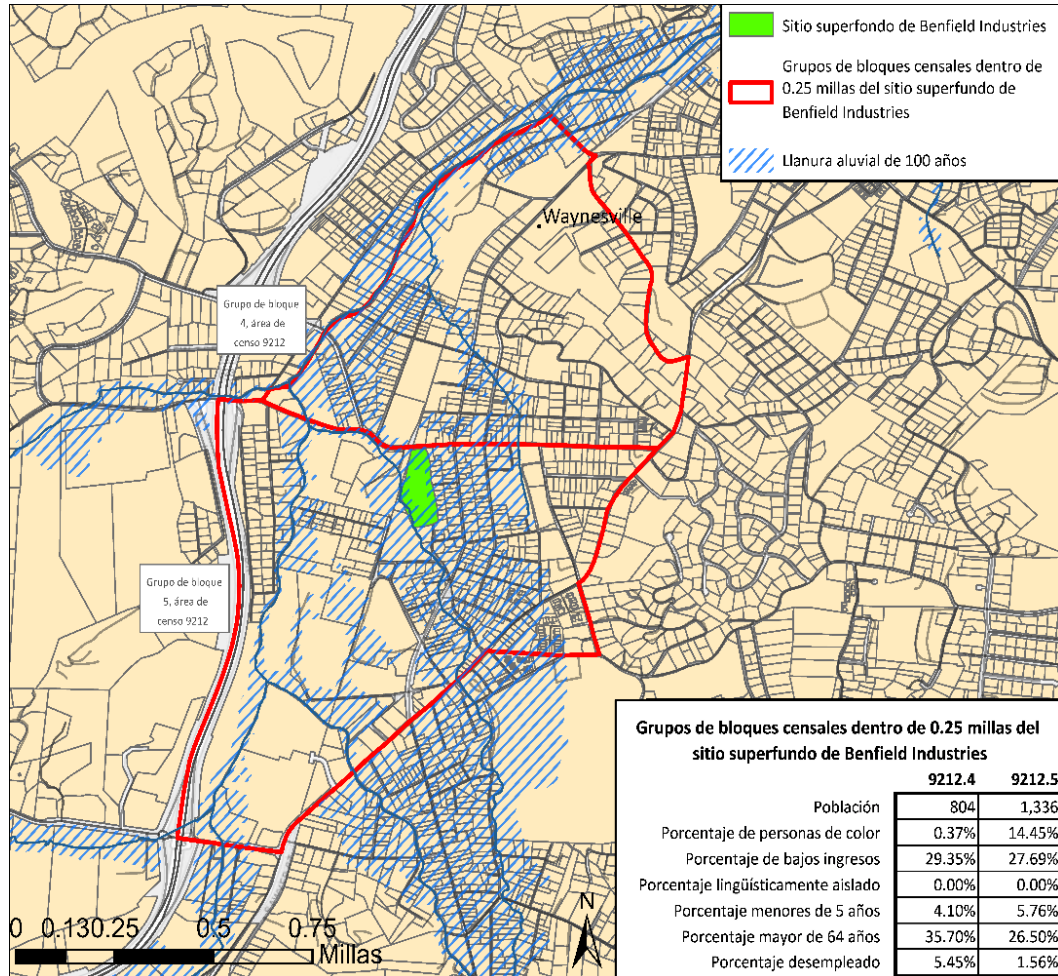 Sitio superfondo de Benfield Industries
Grupos de bloques censales dentro de
0.25 millas del sitio superfundo de
Benfield Industries
Llanura aluvial de 100 años
Waynesville
Grupo de bloque
4, área de
censo 9212
Grupo de bloque
5, área de
censo 9212
Grupos de bloques censales dentro de 0.25 millas del
sitio superfundo de Benfield Industries
9212.4 9212.5
Población 804 1,336
Porcentaje de personas de color 0.37% 14.45%
Porcentaje de bajos ingresos 29.35% 27.69%
Porcentaje lingüísticamente aislado 0.00% 0.00%
Porcentaje menores de 5 años 4.10% 5.76%
Porcentaje mayor de 64 años 35.70% 26.50%
Porcentaje desempleado 5.45% 1.56%
N
0 0.13 0.25 0.5 0.75
Millas